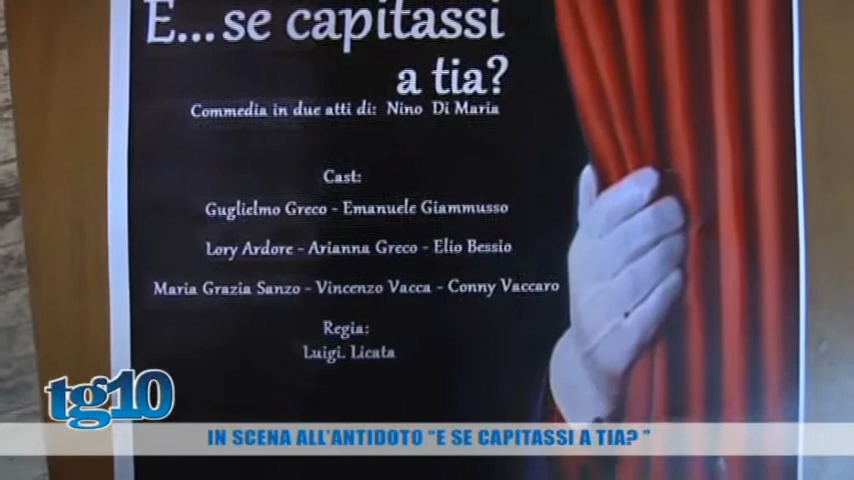 E...se capitassi
a tia?
Commedia in due atti di: Nino Di Maria
Cast:
Guglielmo Greco - Emanuele Giammusso
Lory Ardore - Arianna Greco - Elio Bessio
Maria Grazia Sanzo - Vincenzo Vacca - Conny Vaccaro
Regia:
Luigi. Licata
tg10
IN SCENA ALL'ANTIDOTO "E SE CAPITASSI A TIA? "